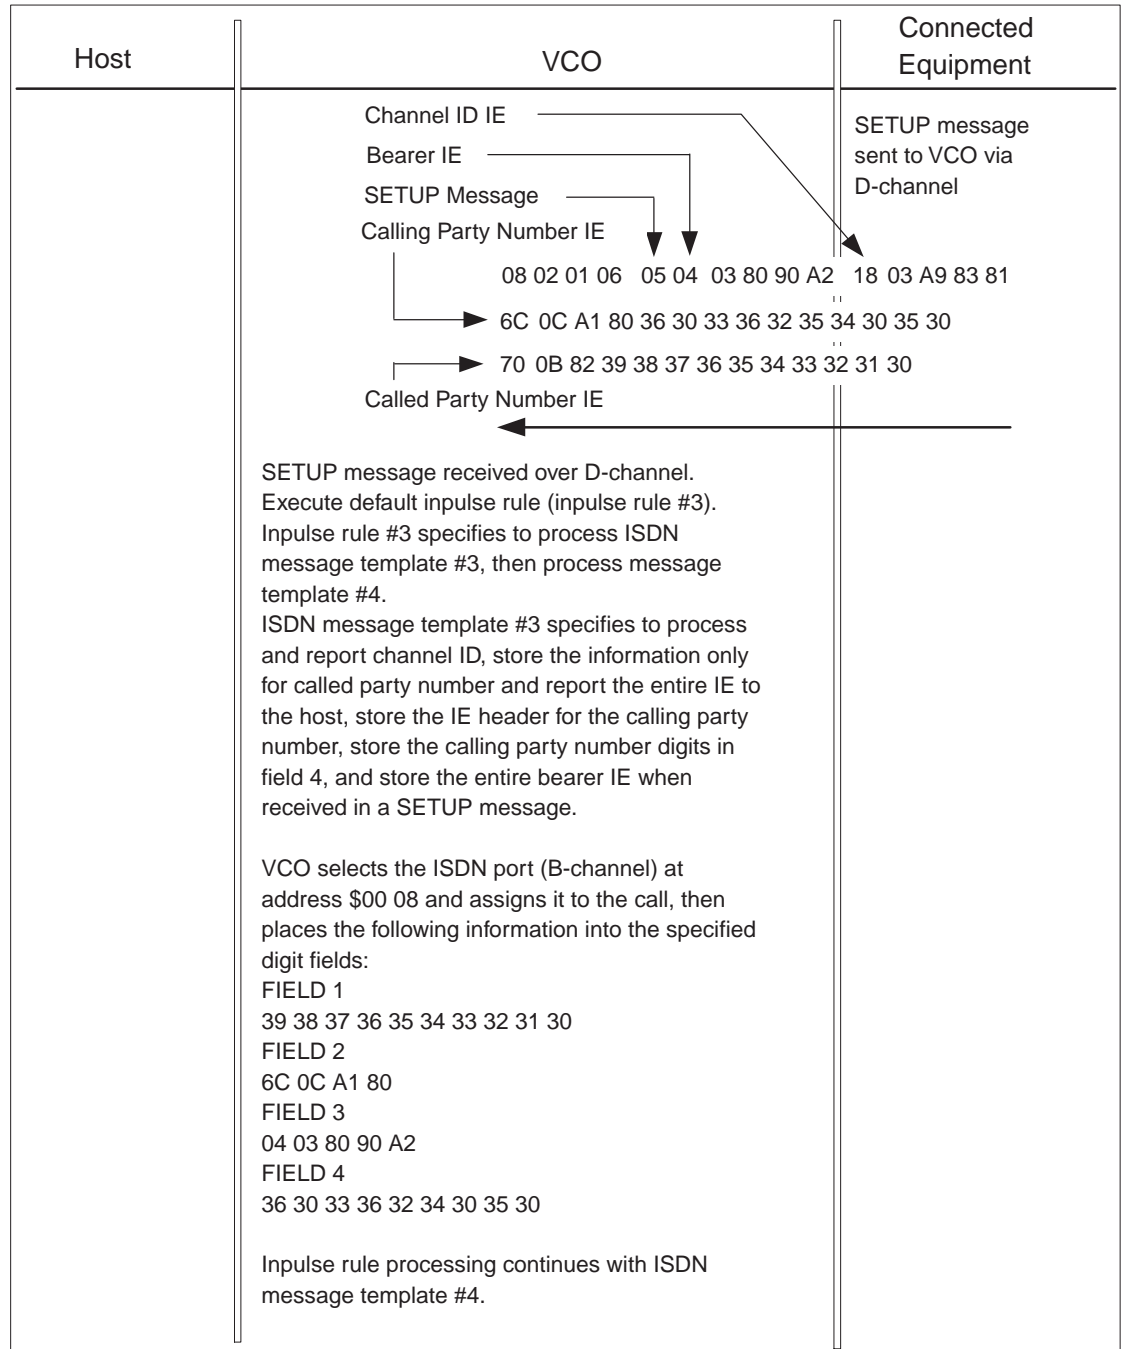 Host
VCO
Connected
Equipment
Channel ID IE
Bearer IE
SETUP Message
Calling Party Number IE
SETUP message
sent to VCO via
D-channel
08 02 01 06 05 04 03 80 90 A2 18 03 A9 83 81
6C 0C A1 80 36 30 33 36 32 35 34 30 35 30
70 0B 82 39 38 37 36 35 34 33 32 31 30
Called Party Number IE
SETUP message received over D-channel.
Execute default inpulse rule (inpulse rule #3).
Inpulse rule #3 specifies to process ISDN
message template #3, then process message
template #4.
ISDN message template #3 specifies to process
and report channel ID, store the information only
for called party number and report the entire IE to
the host, store the IE header for the calling party
number, store the calling party number digits in
field 4, and store the entire bearer IE when
received in a SETUP message.
VCO selects the ISDN port (B-channel) at
address $00 08 and assigns it to the call, then
places the following information into the specified
digit fields:
FIELD 1
39 38 37 36 35 34 33 32 31 30
FIELD 2
6C 0C A1 80
FIELD 3
04 03 80 90 A2
FIELD 4
36 30 33 36 32 34 30 35 30
Inpulse rule processing continues with ISDN
message template #4.